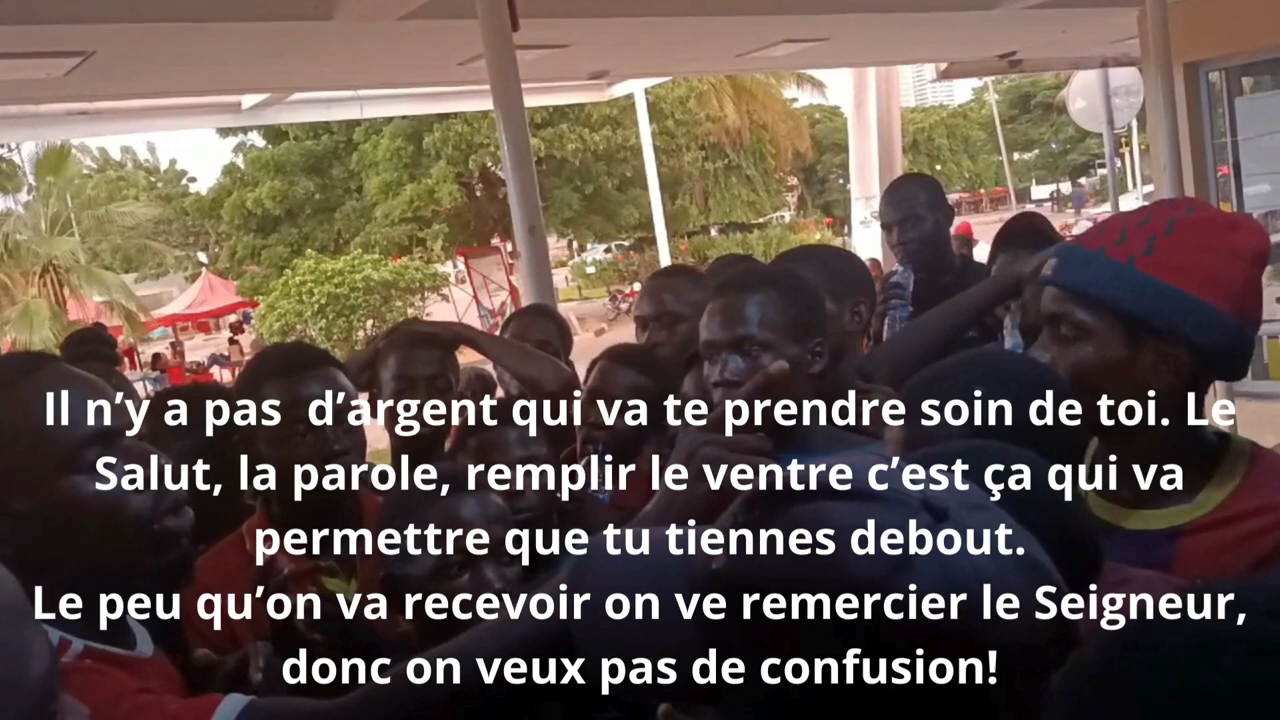 Il n’y a pas  d’argent qui va te prendre soin de toi. Le
Salut, la parole, remplir le ventre c’est ça qui va
permettre que tu tiennes debout.
Le peu qu’on va recevoir on ve remercier le Seigneur,
donc on veux pas de confusion!